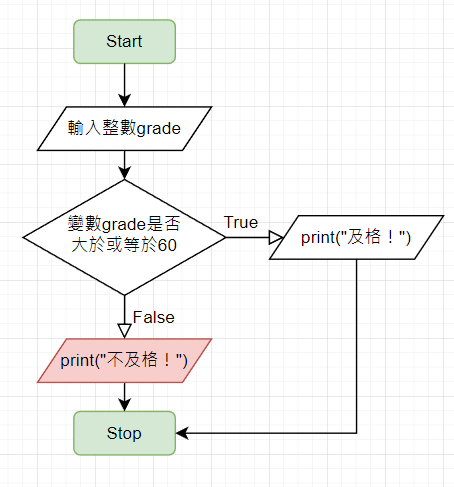 Start
輸入整數grade
變數grade是否
大於或等於60
True
print("及格！")
False
print("不及格！")
Stop